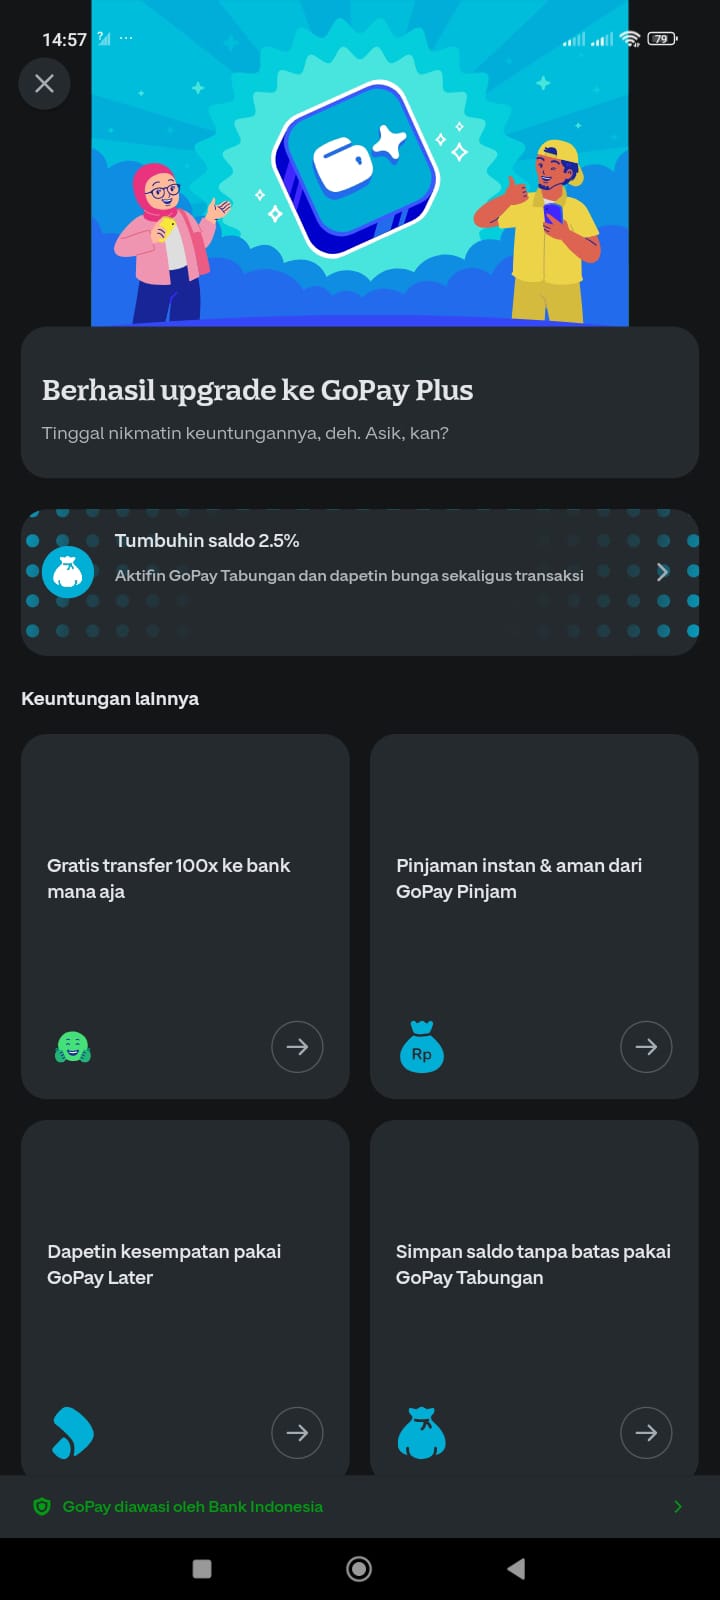 14:57
79
Berhasil upgrade ke GoPay Plus
Tinggal nikmatin keuntungannya, deh. Asik, kan?
Tumbuhin saldo 2.5%
Aktifin GoPay Tabungan dan dapetin bunga sekaligus transaksi
Keuntungan lainnya
Gratis transfer 100x ke bank
mana aja
Pinjaman instan & aman dari
GoPay Pinjam
Rp
Dapetin kesempatan pakai
GoPay Later
Simpan saldo tanpa batas pakai
GoPay Tabungan
GoPay diawasi oleh Bank Indonesia